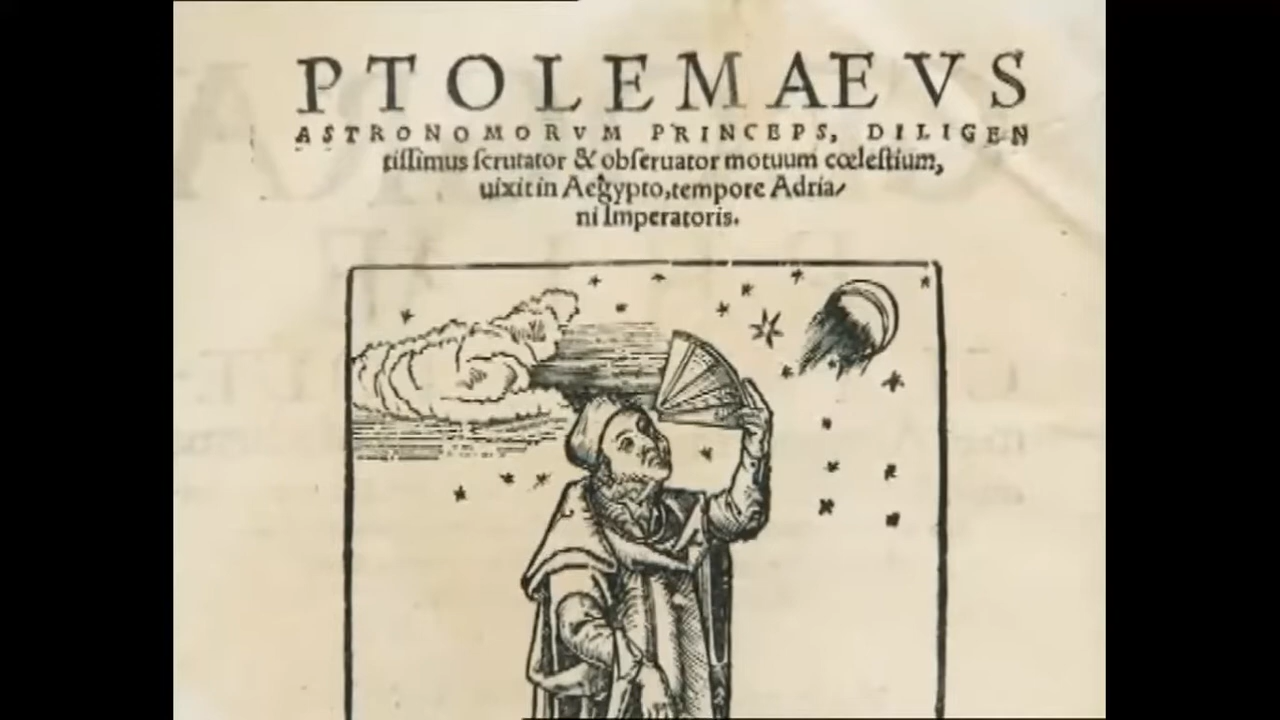 PTOLEMAEVS
ASTRONOMORVM PRINCEPS, DILIGEN
tiſſimus ſcrutator & obſeruator motuum cœleſtium,
uixit in Aegypto, tempore Adria/
ni Imperatoris.